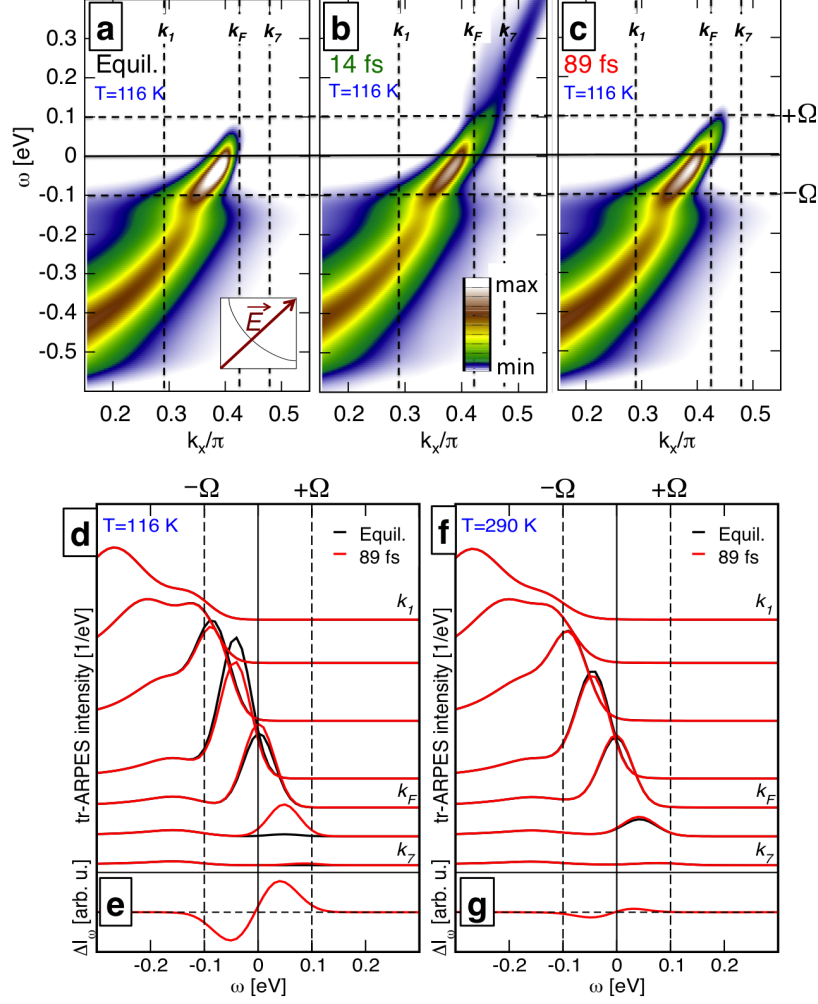 a
Equil.
T=116 K
k1 kF k7
E
b
14 fs
T=116 K
k1 kF k7
max
min
c
89 fs
T=116 K
k1 kF k7
+Ω
−Ω
ω [eV]
0.3
0.2
0.1
0
-0.1
-0.2
-0.3
-0.4
-0.5
0.2 0.3 0.4 0.5
0.2 0.3 0.4 0.5
0.2 0.3 0.4 0.5
kx/π
kx/π
kx/π
−Ω +Ω
−Ω +Ω
d
T=116 K
Equil.
89 fs
k1
kF
k7
tr-ARPES intensity [1/eV]
e
ΔIω [arb. u.]
-0.2 -0.1 0 0.1 0.2
ω [eV]
f
T=290 K
Equil.
89 fs
k1
kF
k7
tr-ARPES intensity [1/eV]
g
ΔIω [arb. u.]
-0.2 -0.1 0 0.1 0.2
ω [eV]